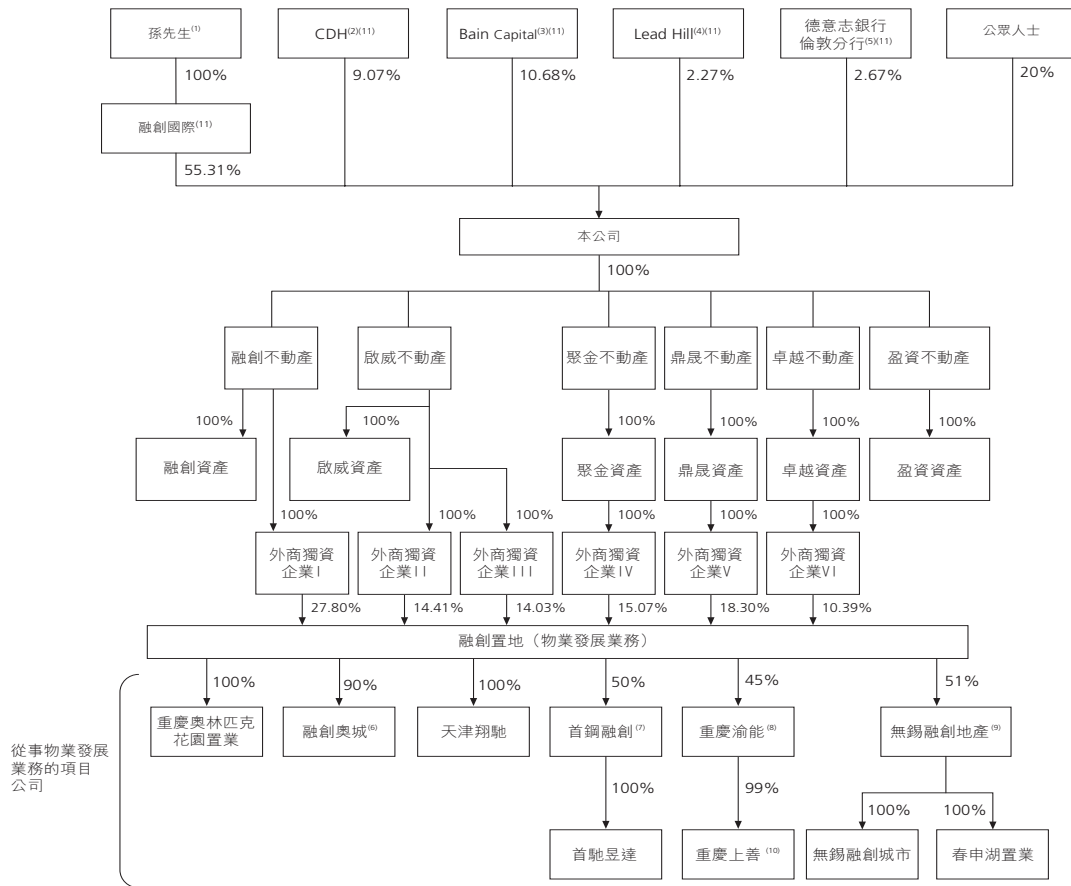 孫先生(1)
CDH(2)(11)
Bain Capital(3)(11)
Lead Hill(4)(11)
德意志銀行
倫敦分行(5)(11)
公眾人士
100%
9.07%
10.68%
2.27%
2.67%
20%
融創國際(11)
55.31%
本公司
100%
融創不動產
啟威不動產
聚金不動產
鼎晟不動產
卓越不動產
盈資不動產
100%
100%
100%
100%
100%
100%
融創資產
啟威資產
聚金資產
鼎晟資產
卓越資產
盈資資產
100%
100%
100%
100%
100%
100%
外商獨資
企業I
外商獨資
企業II
外商獨資
企業III
外商獨資
企業IV
外商獨資
企業V
外商獨資
企業VI
27.80%
14.41%
14.03%
15.07%
18.30%
10.39%
融創置地（物業發展業務）
100%
90%
100%
50%
45%
51%
重慶奧林匹克
花園置業
融創奧城(6)
天津翔馳
首鋼融創(7)
重慶渝能(8)
無錫融創地產(9)
從事物業發展
業務的項目
公司
100%
99%
100%
100%
首馳昱達
重慶上善(10)
無錫融創城市
春申湖置業